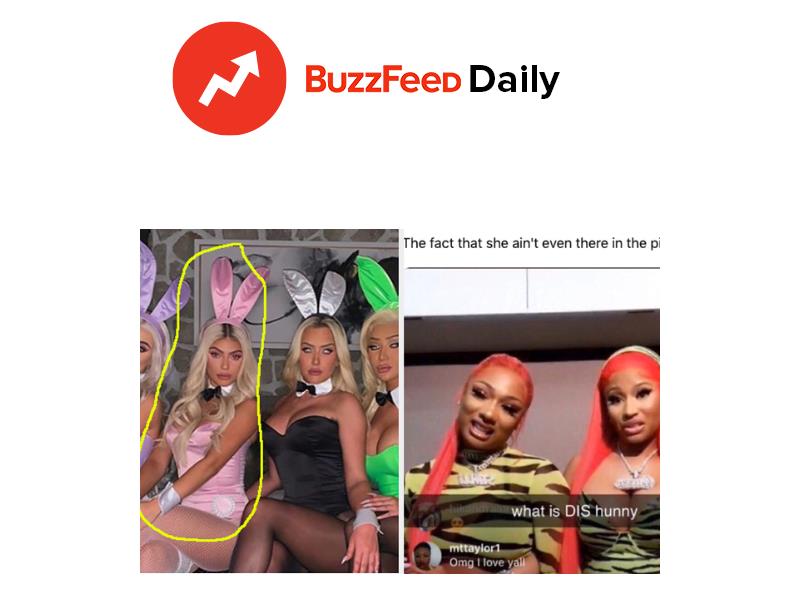 BuzzFeed Daily
The fact that she ain't even there in the pi
what is DIS hunny
mttaylor1
Omg I love yall